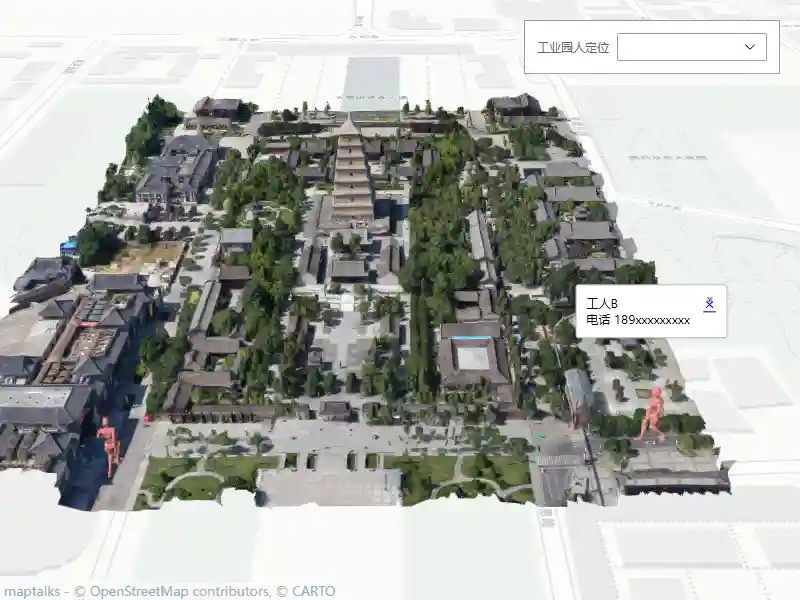 工业园人定位
工人B
x
电话 189xxxxxxxxx
maptalks - © OpenStreetMap contributors, © CARTO